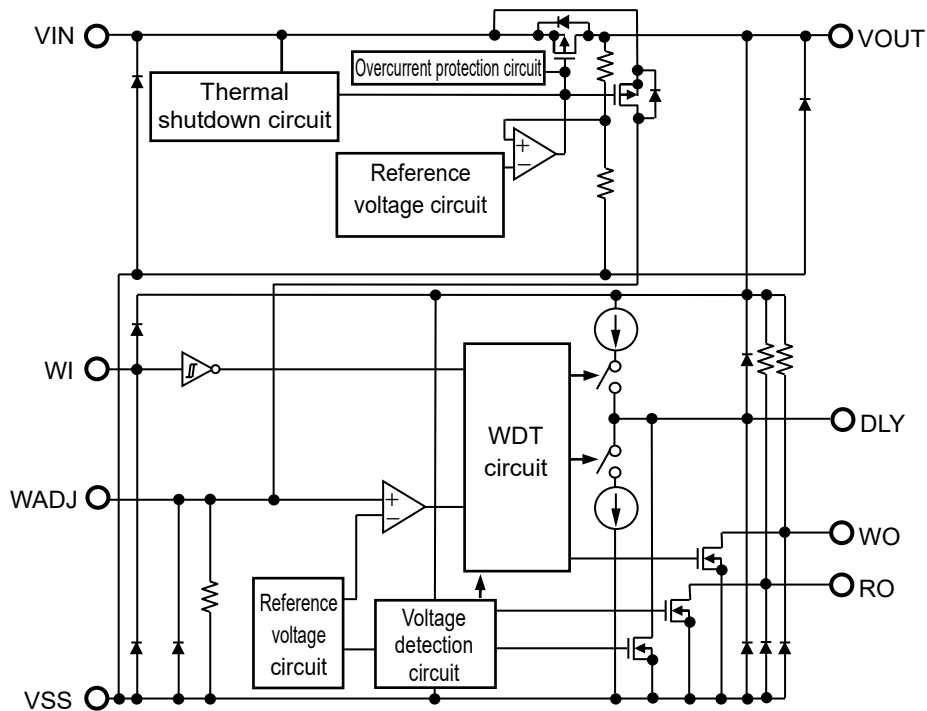 VIN
VOUT
Overcurrent protection circuit
Thermal
shutdown circuit
+
−
Reference
voltage circuit
WI
WDT
circuit
DLY
WADJ
+
−
WO
RO
Reference
voltage
circuit
Voltage
detection
circuit
VSS